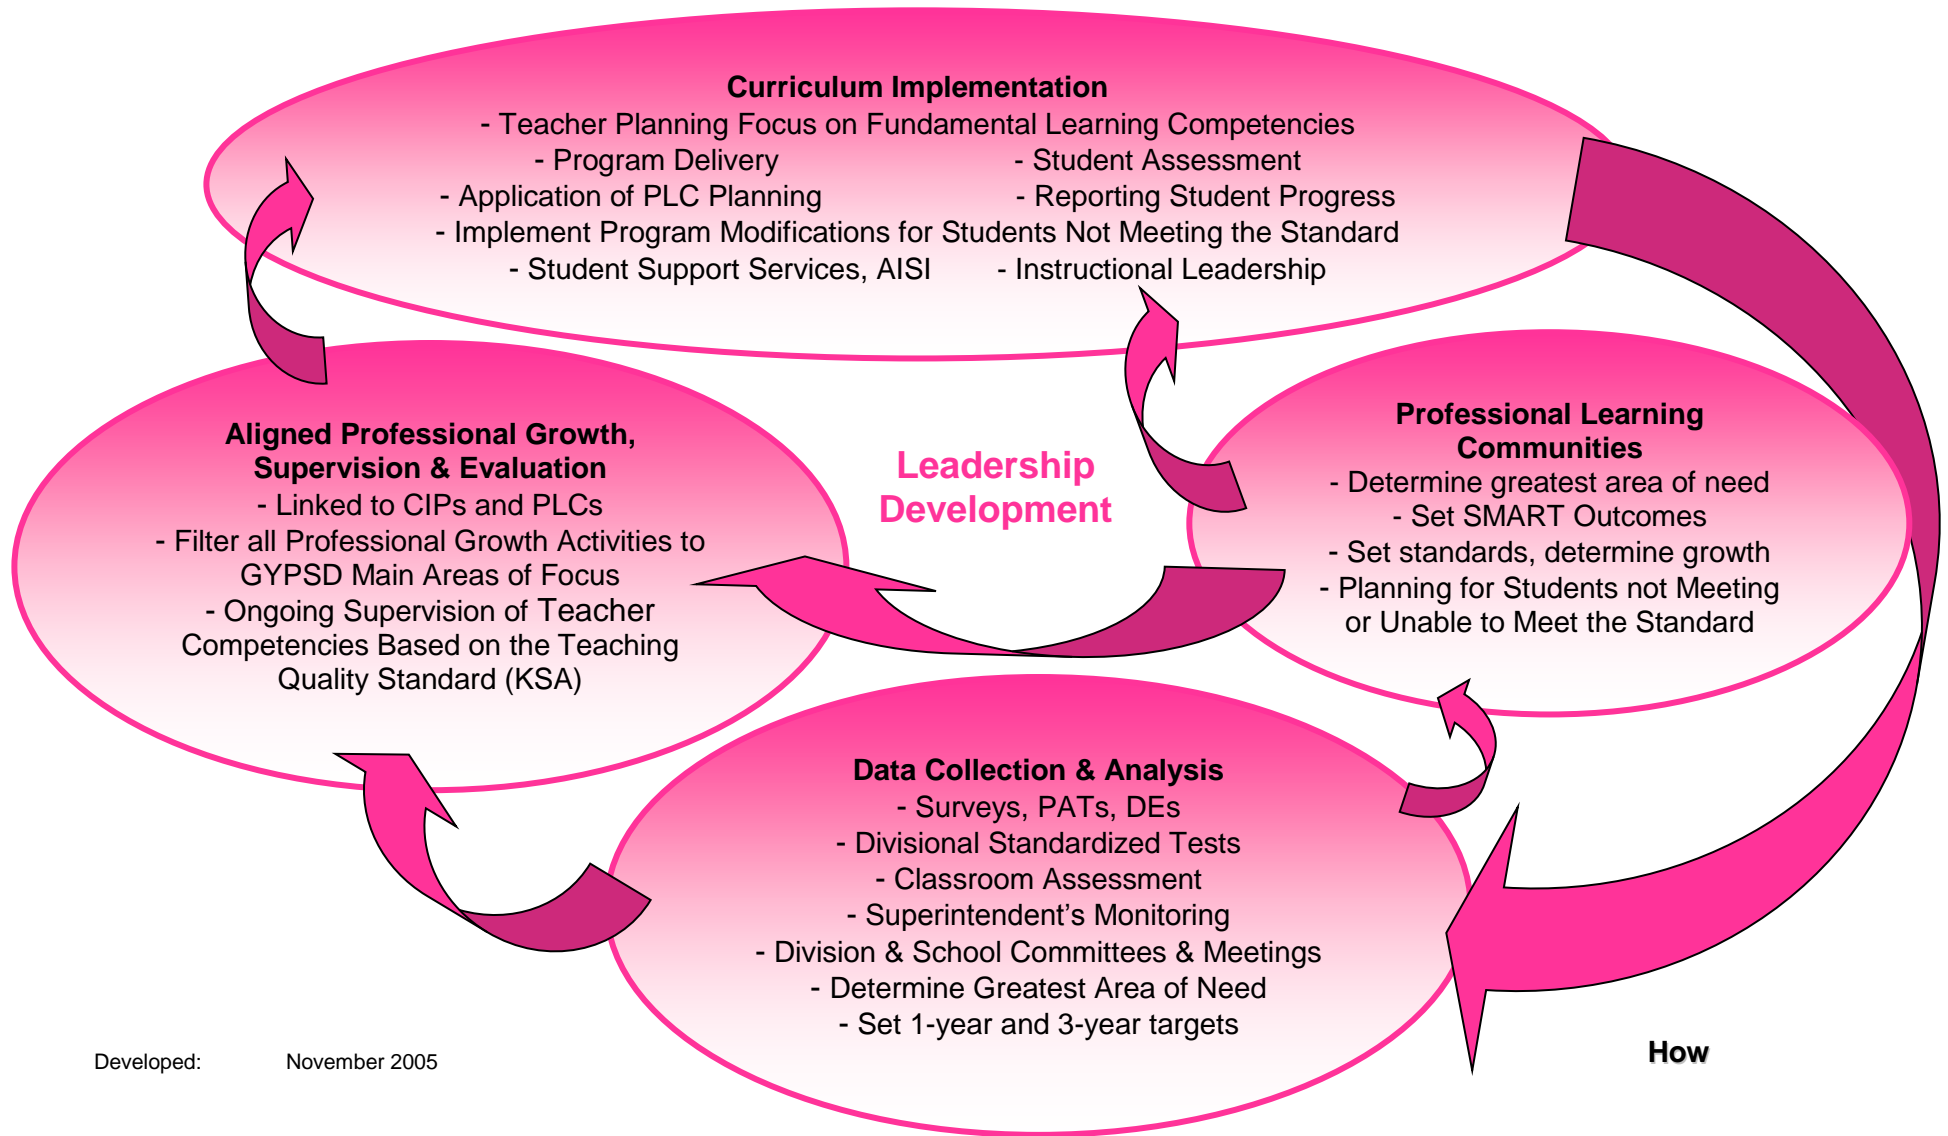 Curriculum Implementation
- Teacher Planning Focus on Fundamental Learning Competencies
- Program Delivery - Student Assessment
- Application of PLC Planning - Reporting Student Progress
- Implement Program Modifications for Students Not Meeting the Standard
- Student Support Services, AISI - Instructional Leadership
Aligned Professional Growth,
Supervision & Evaluation
- Linked to CIPs and PLCs
- Filter all Professional Growth Activities to
GYPSD Main Areas of Focus
- Ongoing Supervision of Teacher
Competencies Based on the Teaching
Quality Standard (KSA)
Leadership
Development
Professional Learning
Communities
- Determine greatest area of need
- Set SMART Outcomes
- Set standards, determine growth
- Planning for Students not Meeting
or Unable to Meet the Standard
Data Collection & Analysis
- Surveys, PATs, DEs
- Divisional Standardized Tests
- Classroom Assessment
- Superintendent’s Monitoring
- Division & School Committees & Meetings
- Determine Greatest Area of Need
- Set 1-year and 3-year targets
Developed: November 2005
How